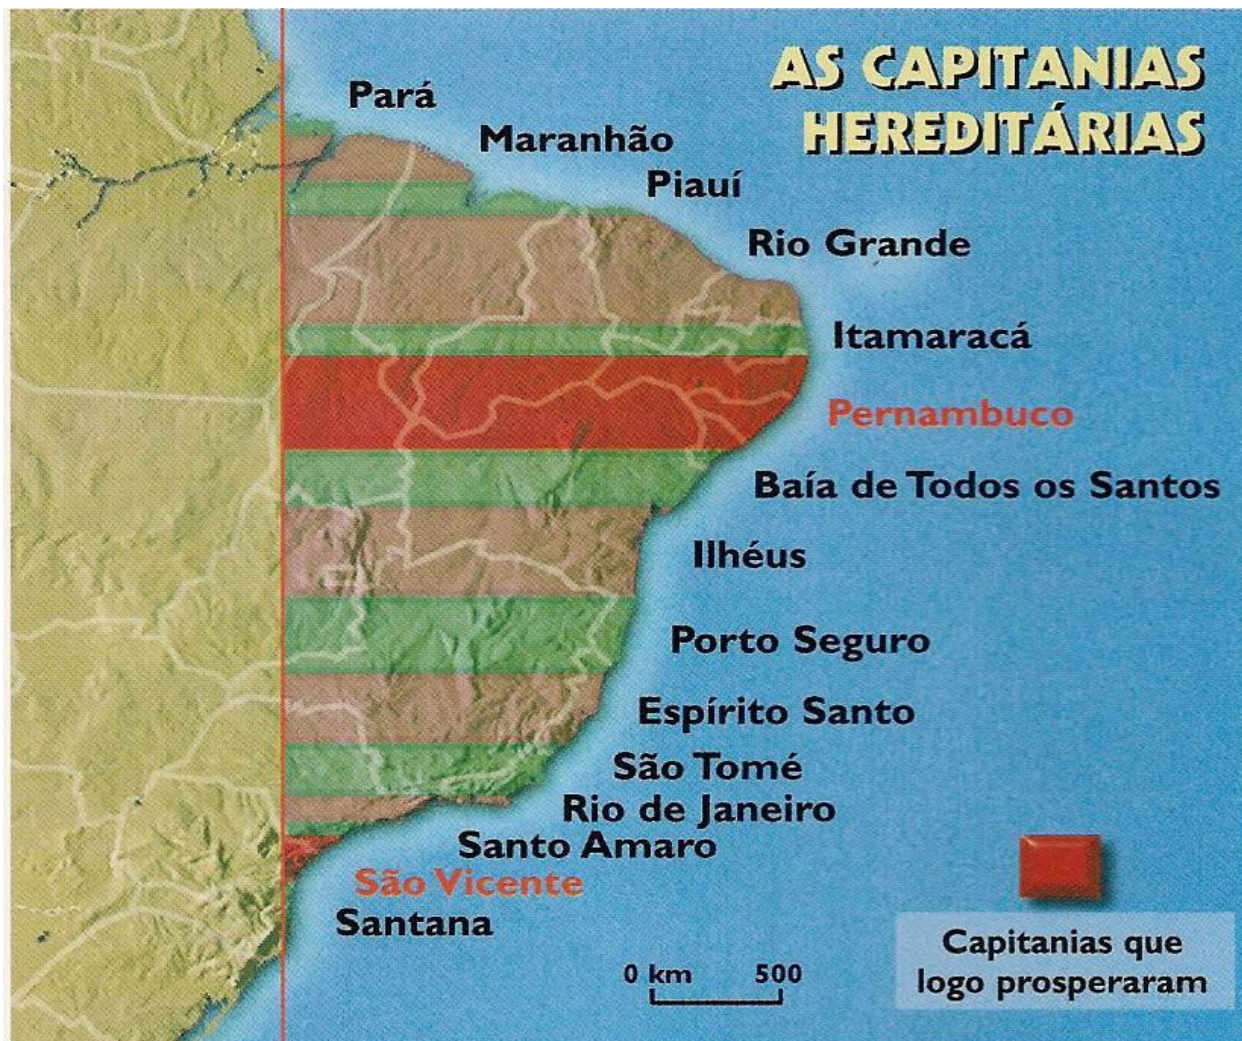 AS CAPITANIAS
HEREDITÁRIAS
Pará
Maranhão
Piauí
Rio Grande
Itamaracá
Pernambuco
Baía de Todos os Santos
Ilhéus
Porto Seguro
Espírito Santo
São Tomé
Rio de Janeiro
Santo Amaro
São Vicente
Santana
0 km 500
Capitanias que
logo prosperaram